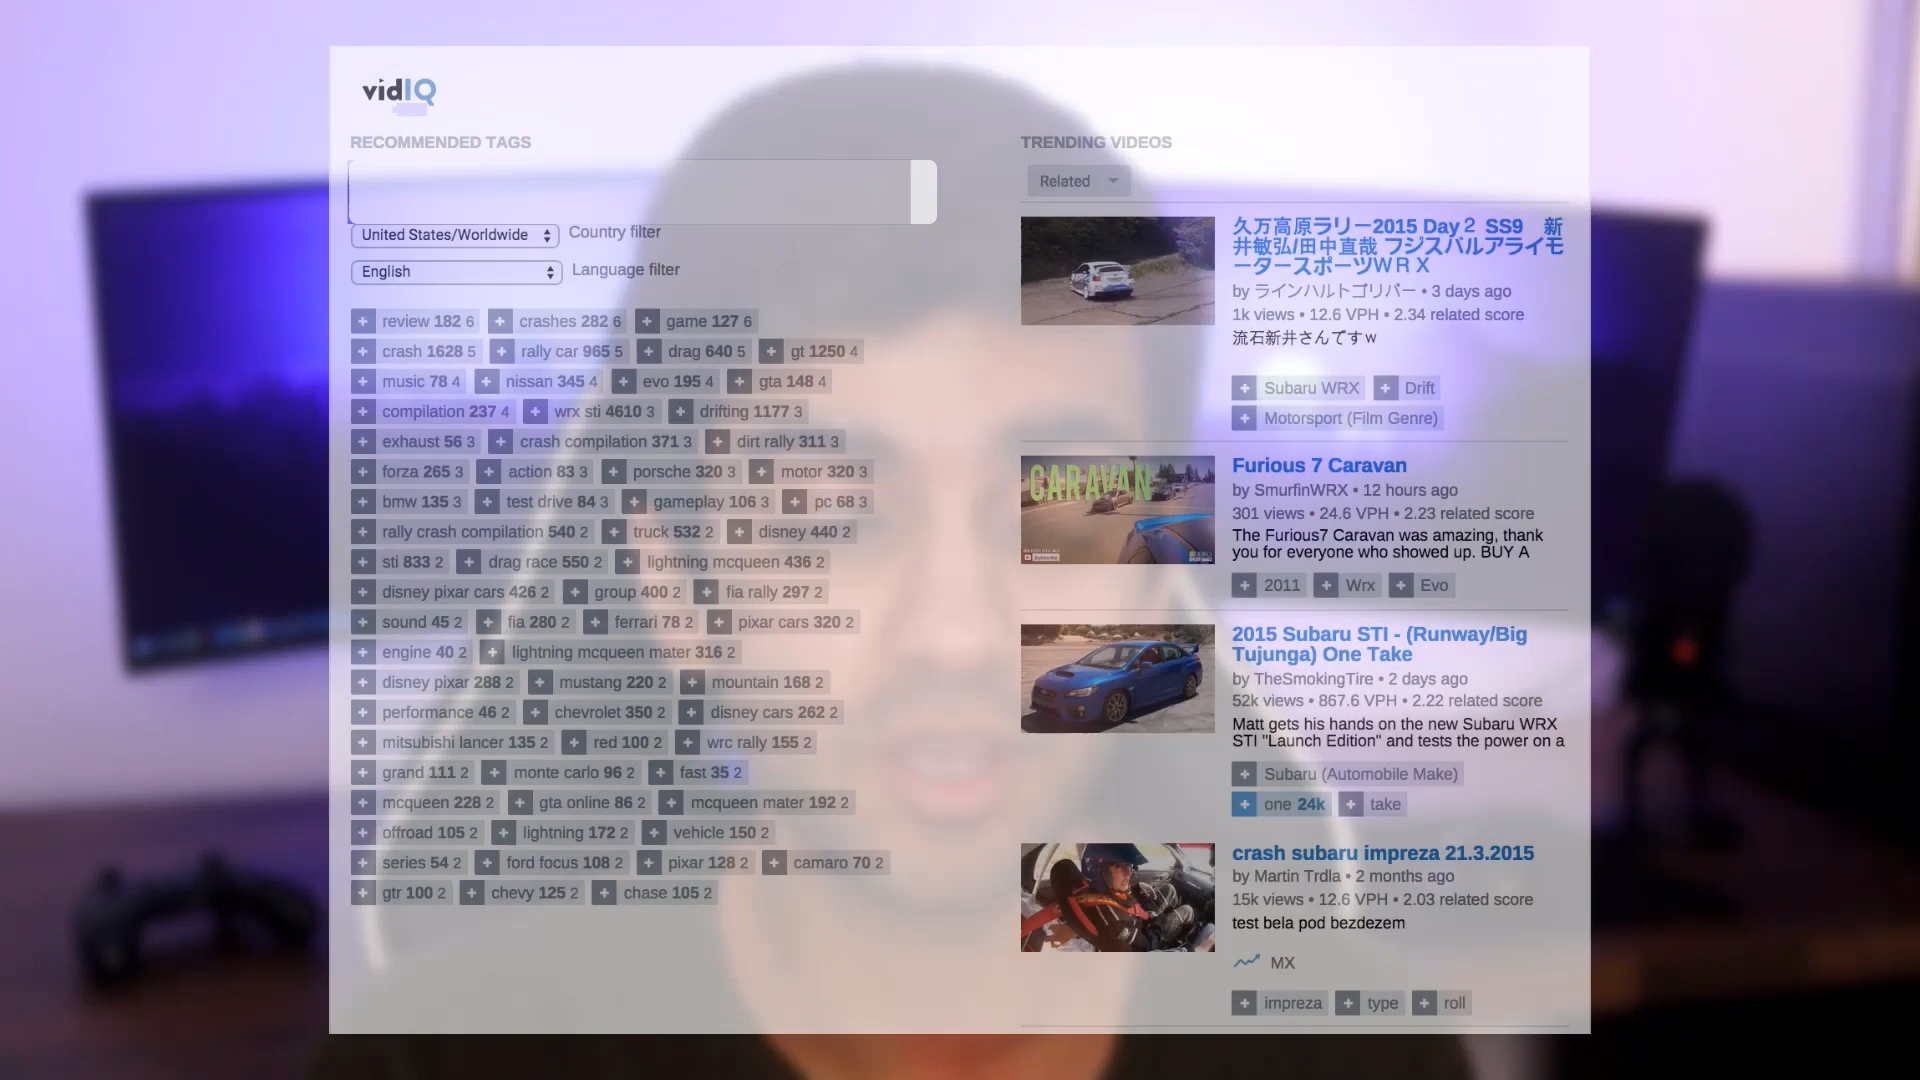 vidIQ
RECOMMENDED TAGS
United States/Worldwide Country filter
English Language filter
+ review 182 6 + crashes 282 6 + game 127 6
+ crash 1628 5 + rally car 965 5 + drag 640 5 + gt 1250 4
+ music 78 4 + nissan 345 4 + evo 195 4 + gta 148 4
+ compilation 237 4 + wrx sti 4610 3 + drifting 1177 3
+ exhaust 56 3 + crash compilation 371 3 + dirt rally 311 3
+ forza 265 3 + action 83 3 + porsche 320 3 + motor 320 3
+ bmw 135 3 + test drive 84 3 + gameplay 106 3 + pc 68 3
+ rally crash compilation 540 2 + truck 532 2 + disney 440 2
+ sti 833 2 + drag race 550 2 + lightning mcqueen 436 2
+ disney pixar cars 426 2 + group 400 2 + fia rally 297 2
+ sound 45 2 + fia 280 2 + ferrari 78 2 + pixar cars 320 2
+ engine 40 2 + lightning mcqueen mater 316 2
+ disney pixar 288 2 + mustang 220 2 + mountain 168 2
+ performance 46 2 + chevrolet 350 2 + disney cars 262 2
+ mitsubishi lancer 135 2 + red 100 2 + wrc rally 155 2
+ grand 111 2 + monte carlo 96 2 + fast 35 2
+ mcqueen 228 2 + gta online 86 2 + mcqueen mater 192 2
+ offroad 105 2 + lightning 172 2 + vehicle 150 2
+ series 54 2 + ford focus 108 2 + pixar 128 2 + camaro 70 2
+ gtr 100 2 + chevy 125 2 + chase 105 2
TRENDING VIDEOS
Related
久万高原ラリー2015 Day２ SS9　新
井敏弘/田中直哉 フジスバルアライモ
ータースポーツＷＲＸ
by ラインハルトゴリバー • 3 days ago
1k views • 12.6 VPH • 2.34 related score
流石新井さんですｗ
+ Subaru WRX + Drift
+ Motorsport (Film Genre)
CARAVAN
Furious 7 Caravan
by SmurfinWRX • 12 hours ago
301 views • 24.6 VPH • 2.23 related score
The Furious7 Caravan was amazing, thank
you for everyone who showed up. BUY A
+ 2011 + Wrx + Evo
2015 Subaru STI - (Runway/Big
Tujunga) One Take
by TheSmokingTire • 2 days ago
52k views • 867.6 VPH • 2.22 related score
Matt gets his hands on the new Subaru WRX
STI "Launch Edition" and tests the power on a
+ Subaru (Automobile Make)
+ one 24k + take
crash subaru impreza 21.3.2015
by Martin Trdla • 2 months ago
15k views • 12.6 VPH • 2.03 related score
test bela pod bezdezem
MX
+ impreza + type + roll